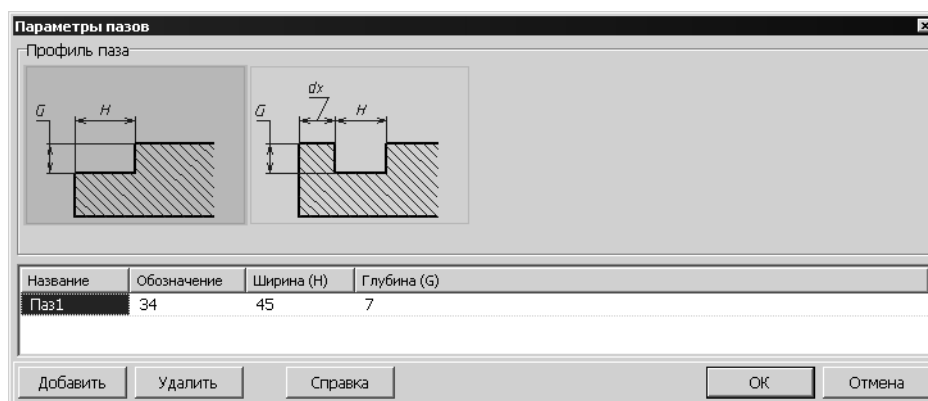 Параметры пазов
Профиль паза
G H
dx
G H
Название Обозначение Ширина (H) Глубина (G)
Паз1 34 45 7
Добавить Удалить Справка ОК Отмена